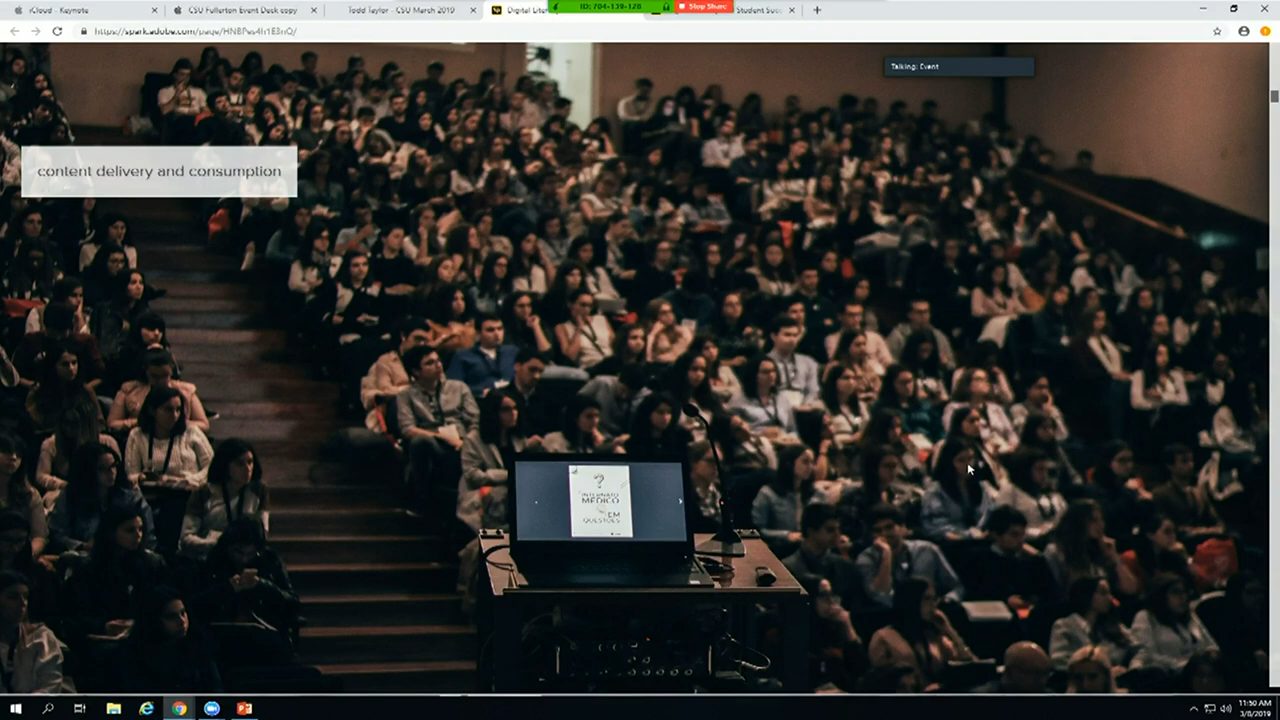 iCloud - Keynote
CSU Fullerton Event Desk copy
Todd Taylor - CSU March 2019
Digital Liter
ID: 704-139-128
Stop Share
Student Suc
https://spark.adobe.com/page/HNBPes4h1E3nQ/
Talking: Event
content delivery and consumption
?
INTERNATO
MÉDICO
EM
QUESTÕES
11:50 AM
3/8/2019